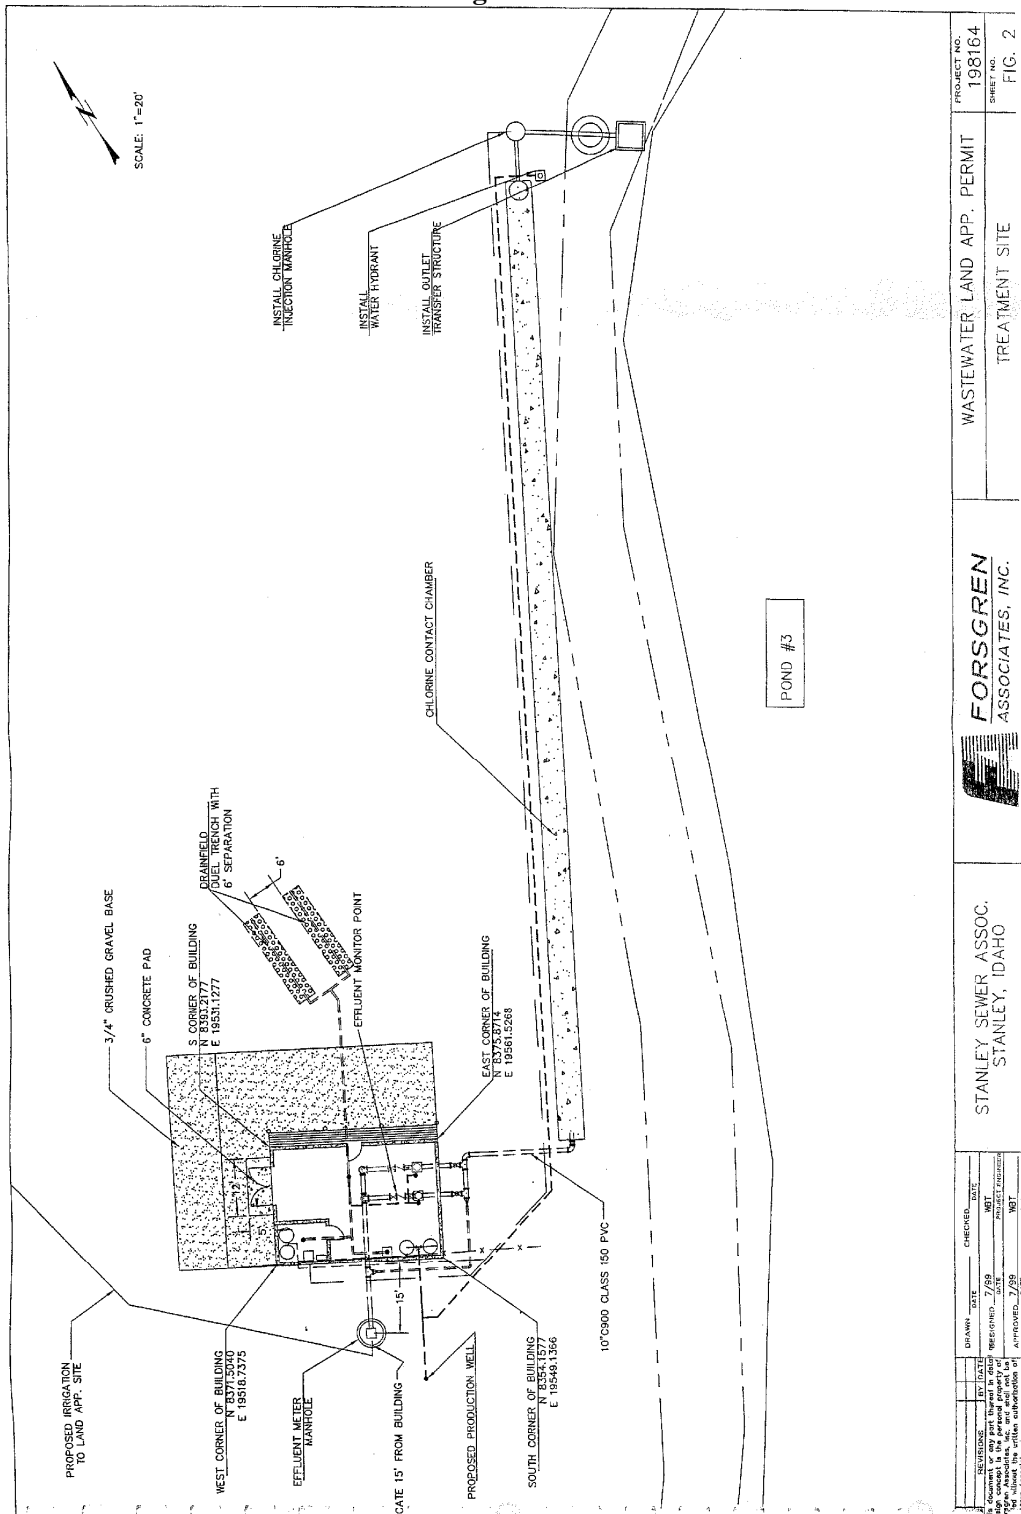 SCALE: 1"=20'
INSTALL CHLORINE
INJECTION MANHOLE
INSTALL
WATER HYDRANT
INSTALL OUTLET
TRANSFER STRUCTURE
CHLORINE CONTACT CHAMBER
POND #3
DRAINFIELD
DUEL TRENCH WITH
6' SEPARATION
6'
3/4" CRUSHED GRAVEL BASE
6" CONCRETE PAD
S CORNER OF BUILDING
N 8393.2177
E 19531.1277
EFFLUENT MONITOR POINT
EAST CORNER OF BUILDING
N 8375.8714
E 19561.5268
12'
5'
15'
10"C900 CLASS 150 PVC
PROPOSED IRRIGATION
TO LAND APP. SITE
WEST CORNER OF BUILDING
N 8371.5040
E 19518.7375
EFFLUENT METER
MANHOLE
CATE 15' FROM BUILDING
PROPOSED PRODUCTION WELL
SOUTH CORNER OF BUILDING
N 8354.1577
E 19549.1366
REVISIONS
BY
DATE
DRAWN
DATE
CHECKED
DATE
DESIGNED 7/99
DATE
WBT
PROJECT ENGINEER
APPROVED 7/99
WBT
STANLEY SEWER ASSOC.
STANLEY, IDAHO
FORSGREN
ASSOCIATES, INC.
WASTEWATER LAND APP. PERMIT
TREATMENT SITE
PROJECT NO.
198164
SHEET NO.
FIG. 2